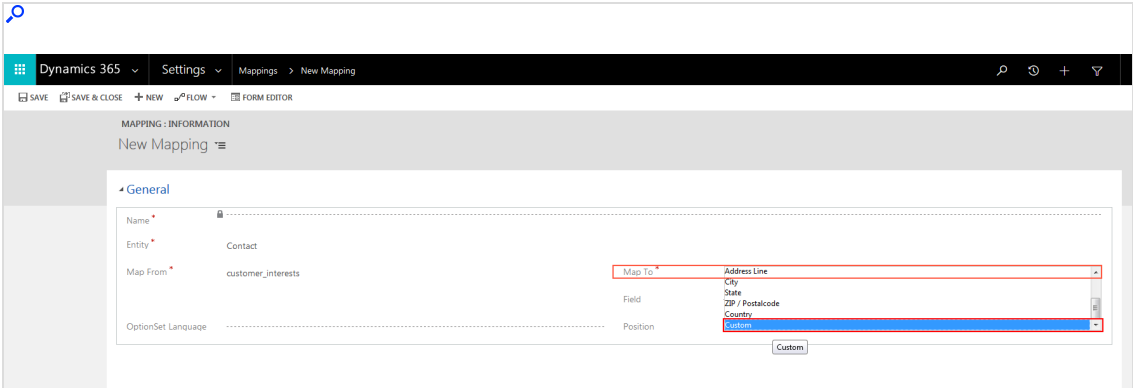 Dynamics 365 Settings Mappings > New Mapping
SAVE SAVE & CLOSE + NEW FLOW FORM EDITOR
MAPPING : INFORMATION
New Mapping
General
Name *
Entity * Contact
Map From * customer_interests
OptionSet Language
Map To * Address Line
City
State
Field
ZIP / Postalcode
Country
Position Custom
Custom